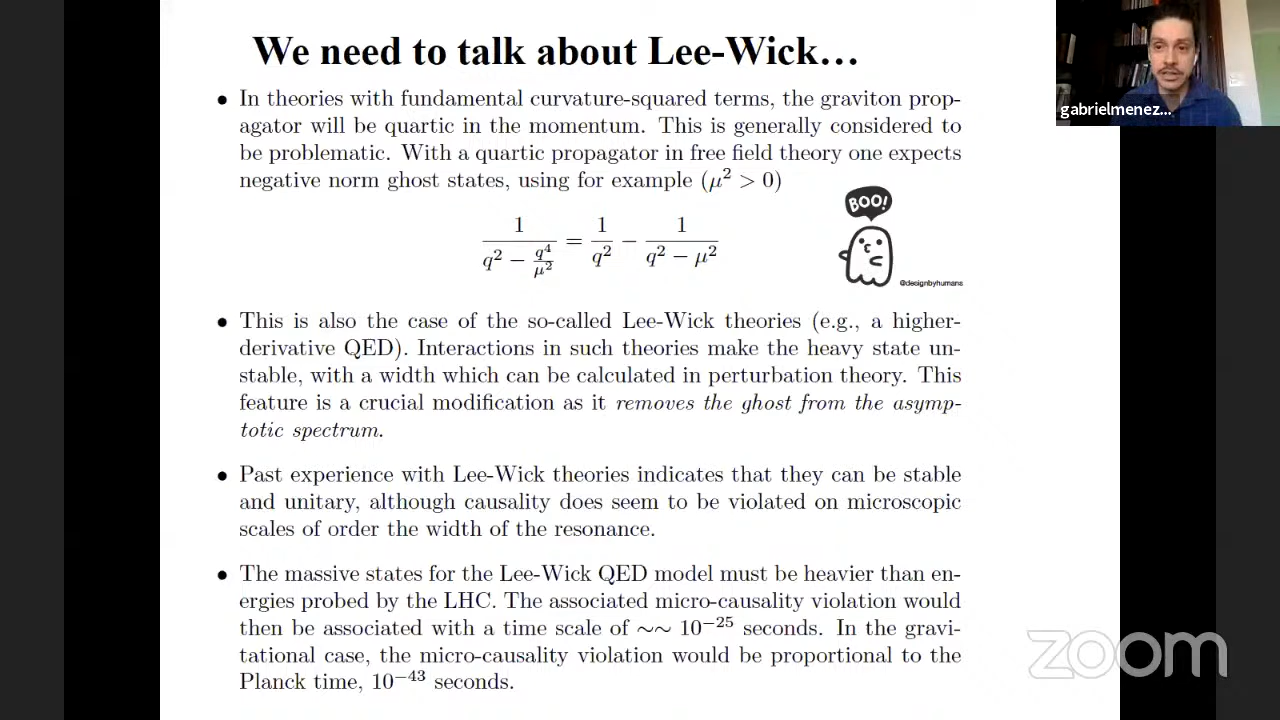 We need to talk about Lee-Wick…
gabrielmenez...
• In theories with fundamental curvature-squared terms, the graviton prop-
agator will be quartic in the momentum. This is generally considered to
be problematic. With a quartic propagator in free field theory one expects
negative norm ghost states, using for example (μ² > 0)
BOO!
1/(q² − q⁴/μ²) = 1/q² − 1/(q² − μ²)
@designbyhumans
• This is also the case of the so-called Lee-Wick theories (e.g., a higher-
derivative QED). Interactions in such theories make the heavy state un-
stable, with a width which can be calculated in perturbation theory. This
feature is a crucial modification as it removes the ghost from the asymp-
totic spectrum.
• Past experience with Lee-Wick theories indicates that they can be stable
and unitary, although causality does seem to be violated on microscopic
scales of order the width of the resonance.
• The massive states for the Lee-Wick QED model must be heavier than en-
ergies probed by the LHC. The associated micro-causality violation would
then be associated with a time scale of ∼∼ 10⁻²⁵ seconds. In the gravi-
tational case, the micro-causality violation would be proportional to the
Planck time, 10⁻⁴³ seconds.
zoom